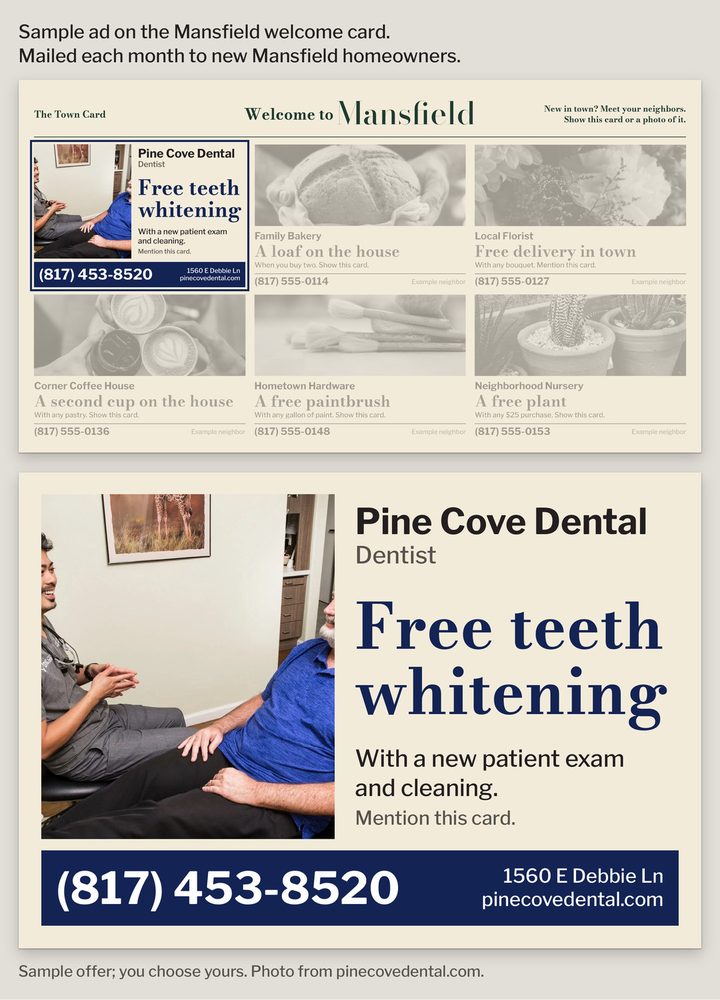 Sample ad on the Mansfield welcome card.
Mailed each month to new Mansfield homeowners.
The Town Card
Welcome to Mansfield
New in town? Meet your neighbors.
Show this card or a photo of it.
Pine Cove Dental
Dentist
Free teeth
whitening
With a new patient exam
and cleaning.
Mention this card.
(817) 453-8520
1560 E Debbie Ln
pinecovedental.com
Family Bakery
A loaf on the house
When you buy two. Show this card.
(817) 555-0114
Example neighbor
Local Florist
Free delivery in town
With any bouquet. Mention this card.
(817) 555-0127
Example neighbor
Corner Coffee House
A second cup on the house
With any pastry. Show this card.
(817) 555-0136
Example neighbor
Hometown Hardware
A free paintbrush
With any gallon of paint. Show this card.
(817) 555-0148
Example neighbor
Neighborhood Nursery
A free plant
With any $25 purchase. Show this card.
(817) 555-0153
Example neighbor
Pine Cove Dental
Dentist
Free teeth
whitening
With a new patient exam
and cleaning.
Mention this card.
(817) 453-8520
1560 E Debbie Ln
pinecovedental.com
Sample offer; you choose yours. Photo from pinecovedental.com.